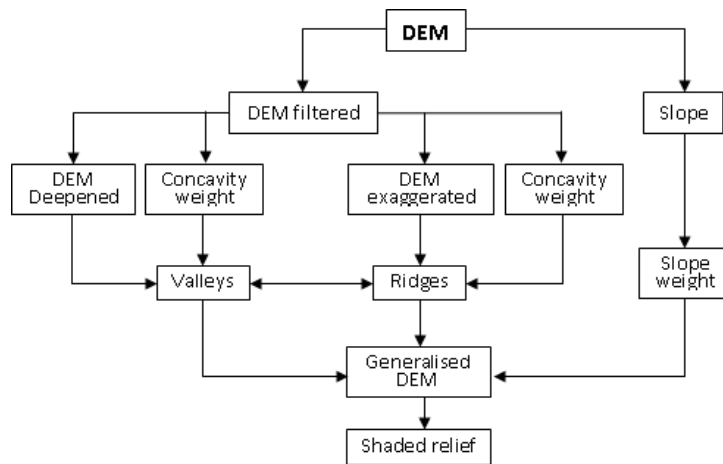 DEM
DEM filtered
Slope
DEM
Deepened
Concavity
weight
DEM
exaggerated
Concavity
weight
Slope
weight
Valleys
Ridges
Generalised
DEM
Shaded relief